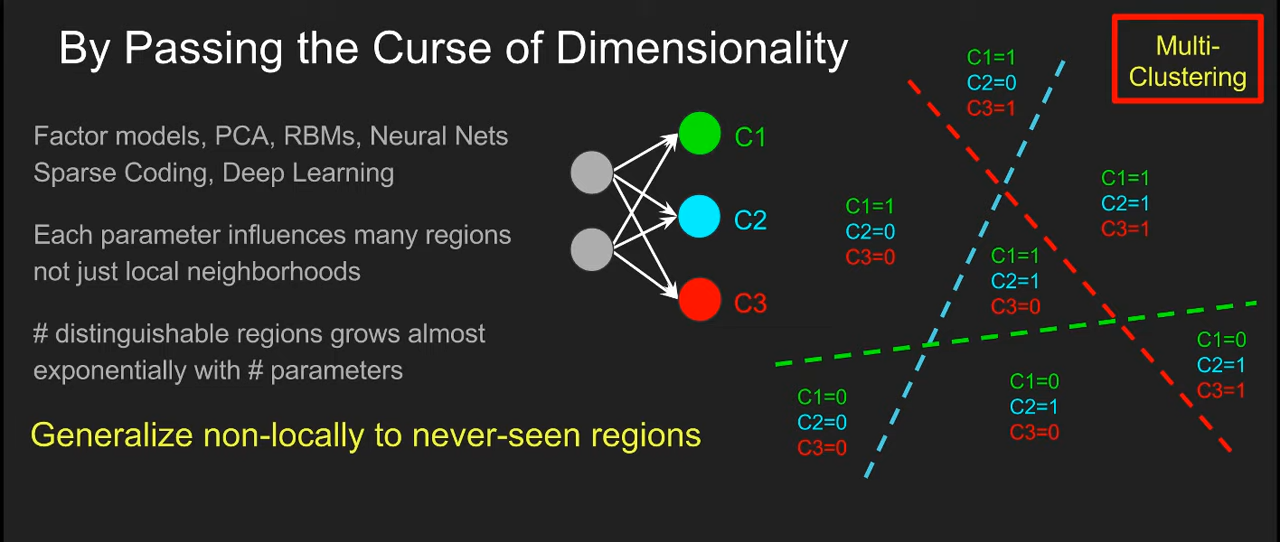 By Passing the Curse of Dimensionality
Multi-
Clustering
Factor models, PCA, RBMs, Neural Nets
Sparse Coding, Deep Learning
Each parameter influences many regions
not just local neighborhoods
# distinguishable regions grows almost
exponentially with # parameters
Generalize non-locally to never-seen regions
C1
C2
C3
C1=1
C2=0
C3=1
C1=1
C2=1
C3=1
C1=1
C2=0
C3=0
C1=1
C2=1
C3=0
C1=0
C2=1
C3=1
C1=0
C2=0
C3=0
C1=0
C2=1
C3=0